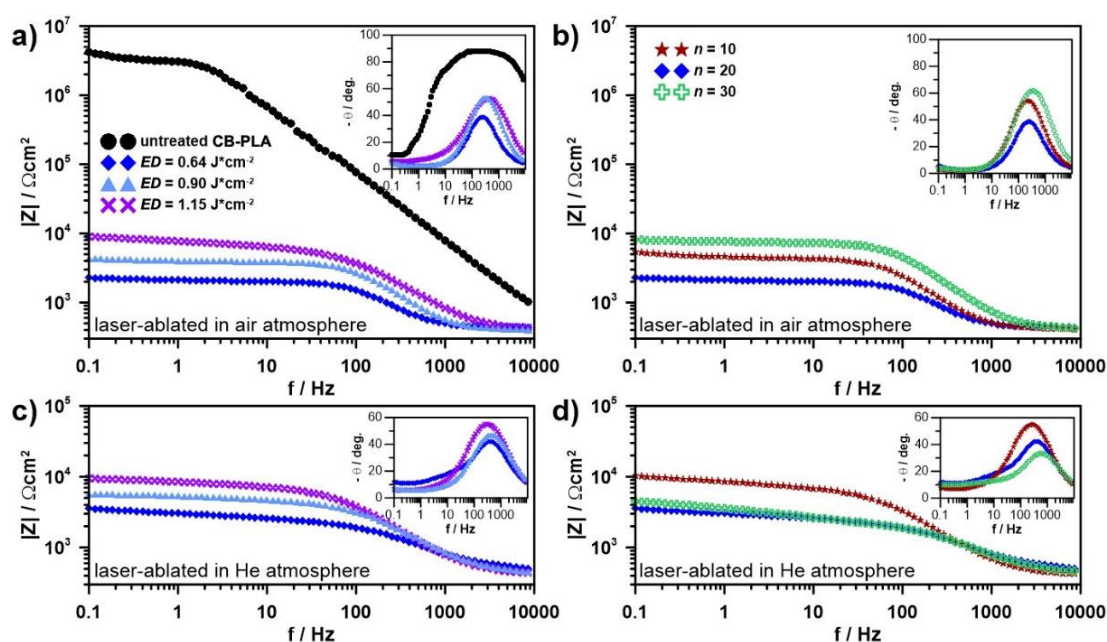 a)
10⁷
10⁶
10⁵
10⁴
10³
|Z| / Ωcm²
untreated CB-PLA
ED = 0.64 J*cm⁻²
ED = 0.90 J*cm⁻²
ED = 1.15 J*cm⁻²
laser-ablated in air atmosphere
0.1 1 10 100 1000 10000
f / Hz
100
80
60
40
20
0
- θ / deg.
0.1 1 10 100 1000
f / Hz
b)
10⁷
10⁶
10⁵
10⁴
10³
|Z| / Ωcm²
n = 10
n = 20
n = 30
laser-ablated in air atmosphere
0.1 1 10 100 1000 10000
f / Hz
100
80
60
40
20
0
- θ / deg.
0.1 1 10 100 1000
f / Hz
c)
10⁵
10⁴
10³
|Z| / Ωcm²
laser-ablated in He atmosphere
0.1 1 10 100 1000 10000
f / Hz
60
40
20
0
- θ / deg.
0.1 1 10 100 1000
f / Hz
d)
10⁵
10⁴
10³
|Z| / Ωcm²
laser-ablated in He atmosphere
0.1 1 10 100 1000 10000
f / Hz
60
40
20
0
- θ / deg.
0.1 1 10 100 1000
f / Hz